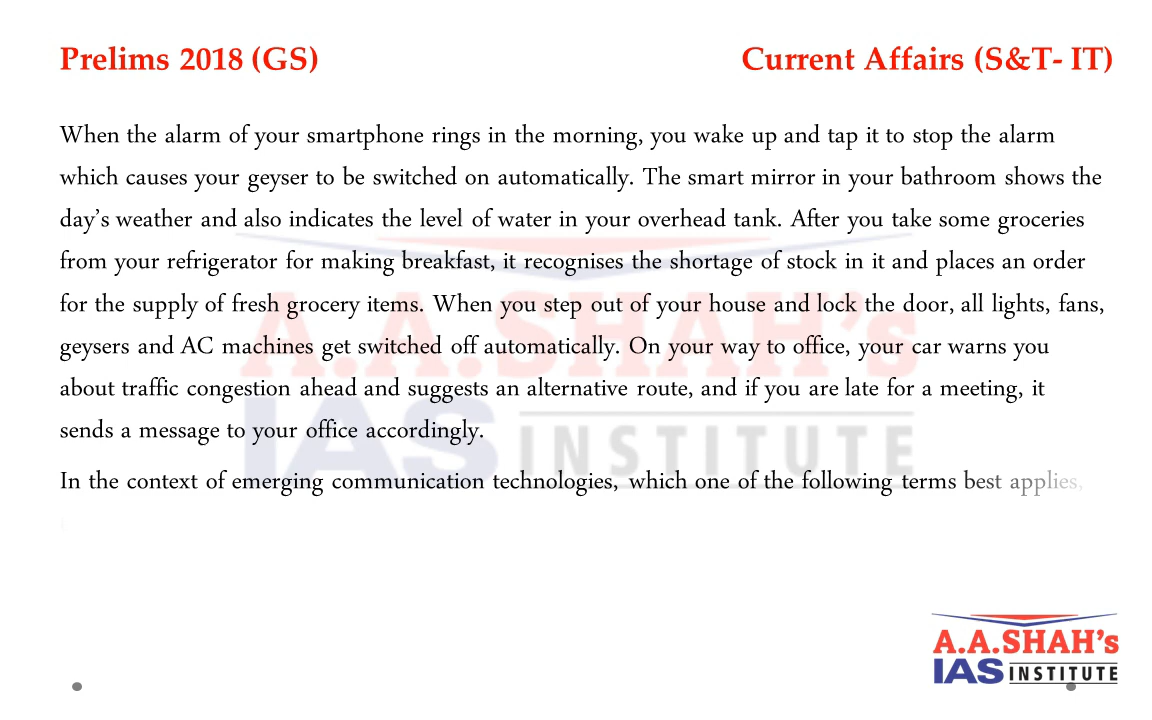 Prelims 2018 (GS)
Current Affairs (S&T- IT)
When the alarm of your smartphone rings in the morning, you wake up and tap it to stop the alarm
which causes your geyser to be switched on automatically. The smart mirror in your bathroom shows the
day's weather and also indicates the level of water in your overhead tank. After you take some groceries
from your refrigerator for making breakfast, it recognises the shortage of stock in it and places an order
for the supply of fresh grocery items. When you step out of your house and lock the door, all lights, fans,
geysers and AC machines get switched off automatically. On your way to office, your car warns you
about traffic congestion ahead and suggests an alternative route, and if you are late for a meeting, it
sends a message to your office accordingly.
In the context of emerging communication technologies, which one of the following terms best applies,
A.A.SHAH's
IAS INSTITUTE
A.A.SHAH's
IAS INSTITUTE